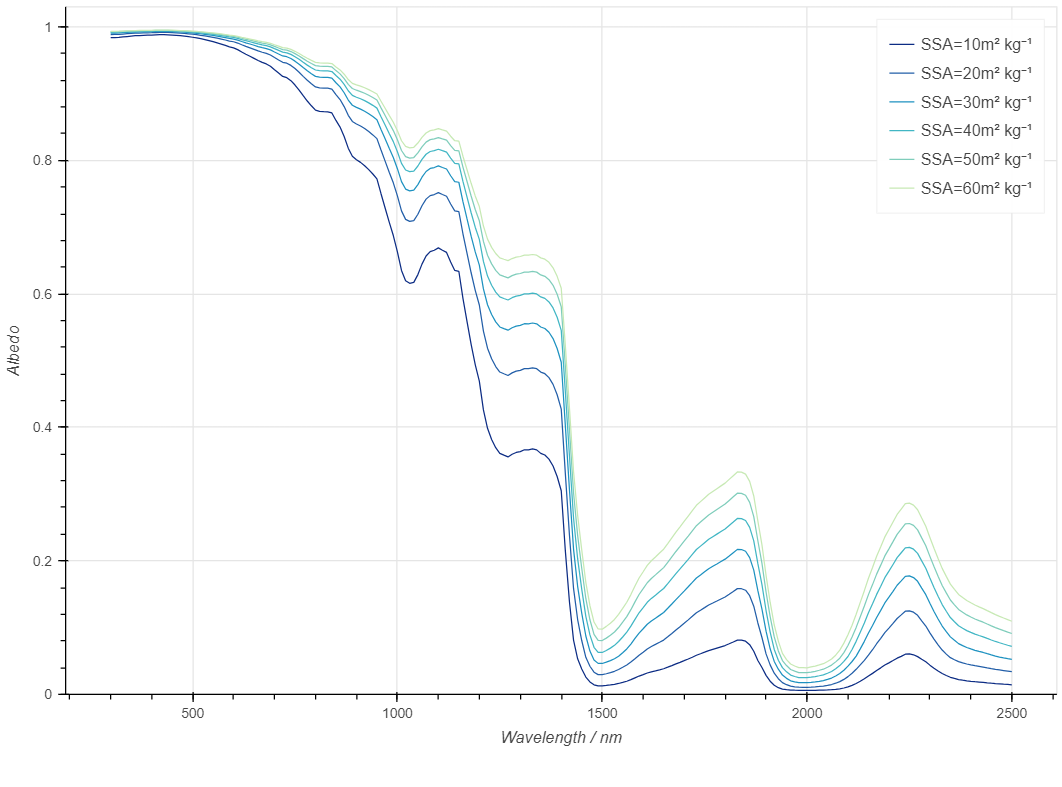 SSA=10m² kg⁻¹
SSA=20m² kg⁻¹
SSA=30m² kg⁻¹
SSA=40m² kg⁻¹
SSA=50m² kg⁻¹
SSA=60m² kg⁻¹
Albedo
1
0.8
0.6
0.4
0.2
0
500 1000 1500 2000 2500
Wavelength / nm